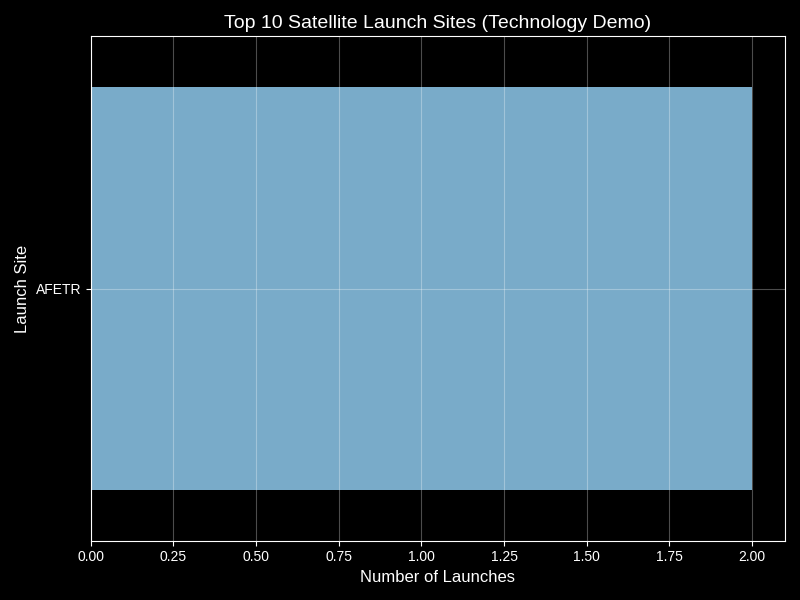 Top 10 Satellite Launch Sites (Technology Demo)
Launch Site
AFETR
0.00 0.25 0.50 0.75 1.00 1.25 1.50 1.75 2.00
Number of Launches